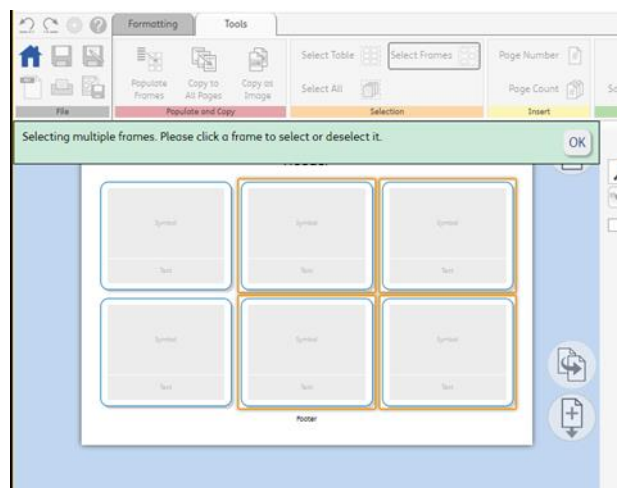 Formatting
Tools
Populate Frames
Copy to All Pages
Copy as Image
Select Table
Select Frames
Select All
Page Number
Page Count
File
Populate and Copy
Selection
Insert
Selecting multiple frames. Please click a frame to select or deselect it.
OK
Symbol
Symbol
Symbol
Text
Text
Text
Symbol
Symbol
Symbol
Text
Text
Text
Footer